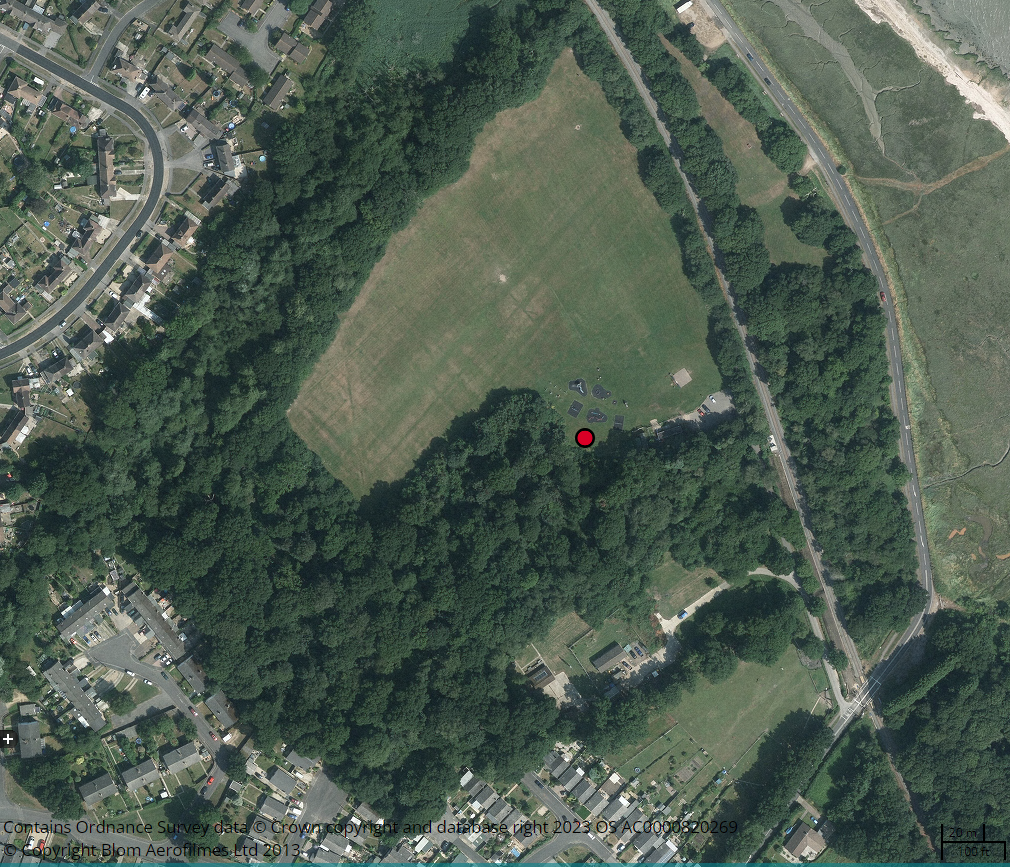 Contains Ordnance Survey data © Crown copyright and database right 2023 OS AC0000820269
© Copyright Blom Aerofilmes Ltd 2013
20 m
100 ft